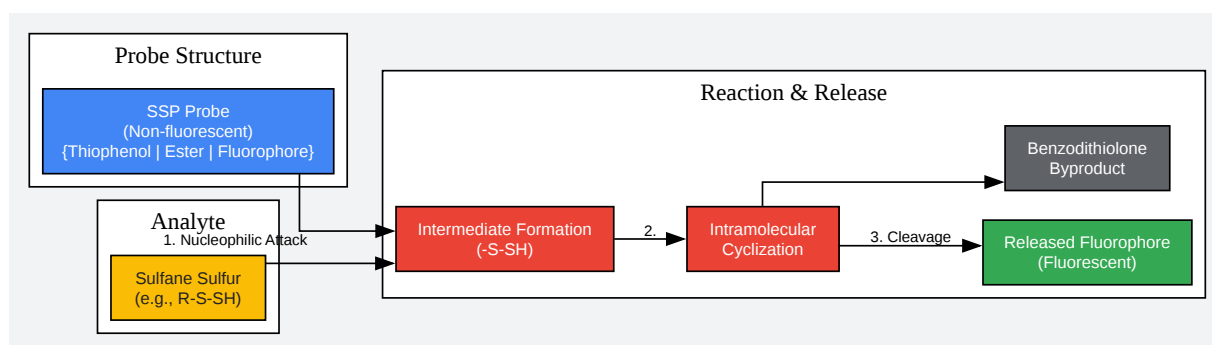 Probe Structure
SSP Probe
(Non-fluorescent)
{Thiophenol | Ester | Fluorophore}
Analyte
1. Nucleophilic Attack
Sulfane Sulfur
(e.g., R-S-SH)
Reaction & Release
Intermediate Formation
(-S-SH)
2.
Intramolecular
Cyclization
3. Cleavage
Benzodithiolone
Byproduct
Released Fluorophore
(Fluorescent)